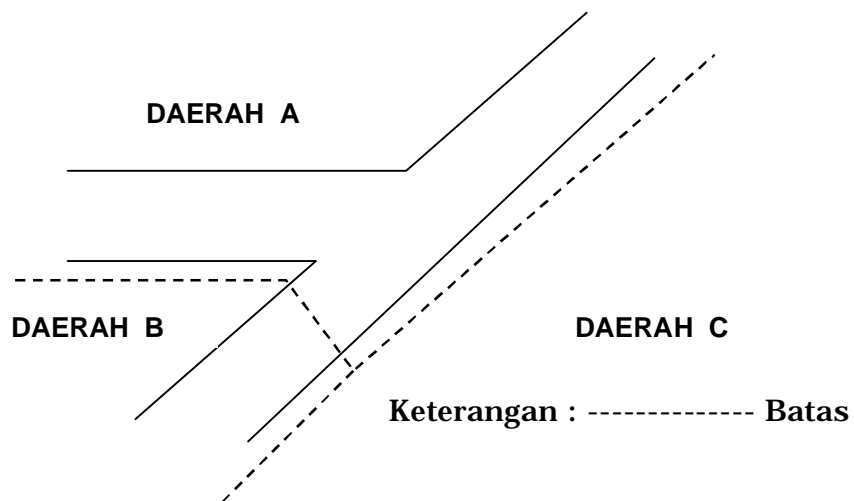 DAERAH A
DAERAH B
DAERAH C
Keterangan : -------------- Batas